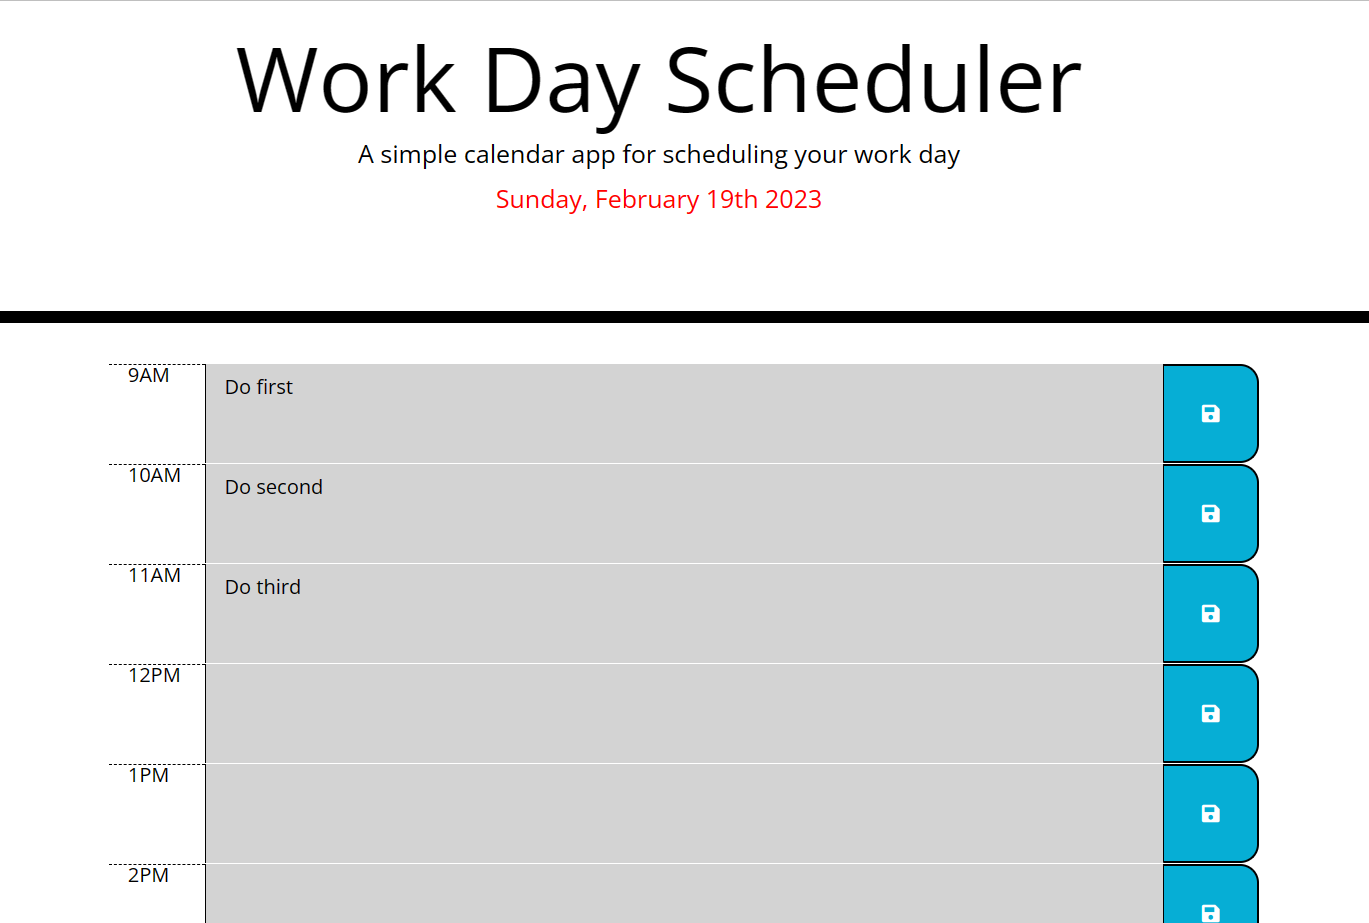 Work Day Scheduler
A simple calendar app for scheduling your work day
Sunday, February 19th 2023
9AM
Do first
10AM
Do second
11AM
Do third
12PM
1PM
2PM